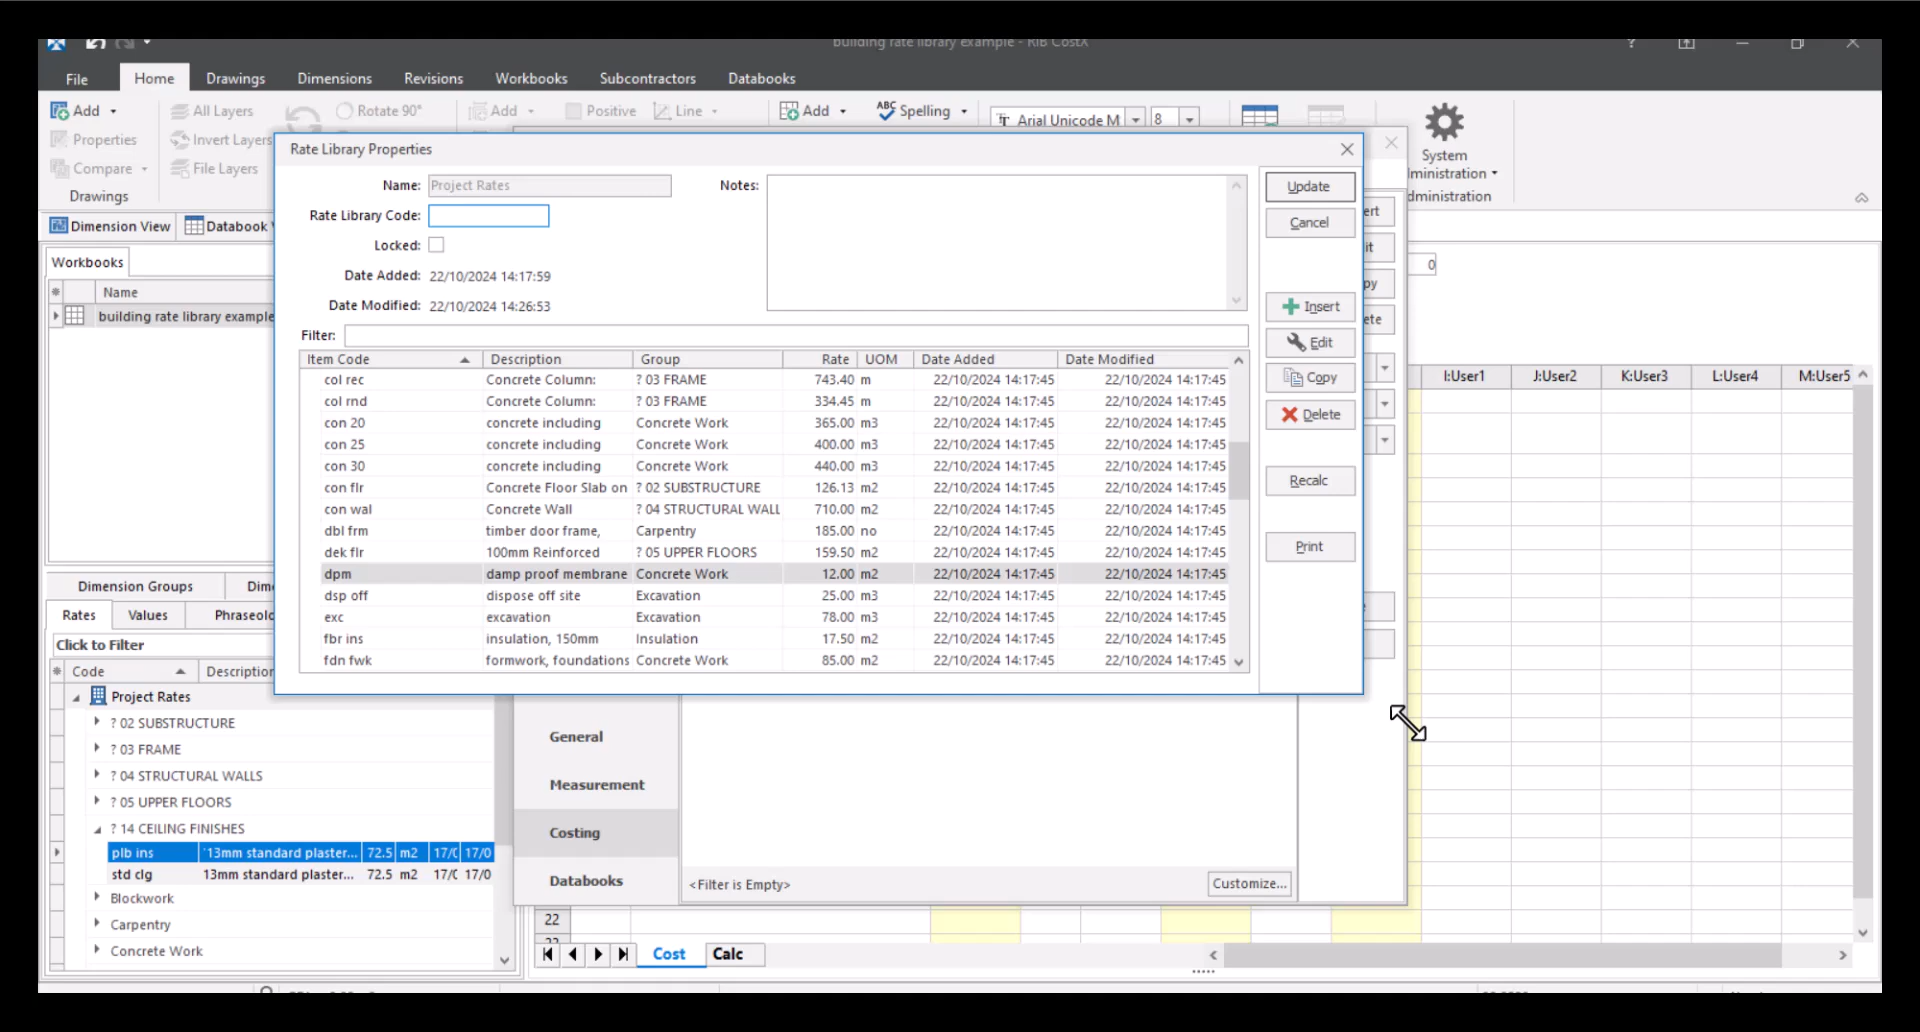 building rate library example - RIB CostX
File Home Drawings Dimensions Revisions Workbooks Subcontractors Databooks
Add All Layers Rotate 90° Add Positive Line Add Spelling Arial Unicode M 8
Properties Invert Layers
Compare File Layers
Drawings
System
ministration
dministration
Dimension View Databook
Workbooks
Name
building rate library example
Rate Library Properties
Name: Project Rates Notes:
Rate Library Code:
Locked:
Date Added: 22/10/2024 14:17:59
Date Modified: 22/10/2024 14:26:53
Filter:
Update
Cancel
Insert
Edit
Copy
Delete
Recalc
Print
Item Code Description Group Rate UOM Date Added Date Modified
col rec Concrete Column: ? 03 FRAME 743.40 m 22/10/2024 14:17:45 22/10/2024 14:17:45
col rnd Concrete Column: ? 03 FRAME 334.45 m 22/10/2024 14:17:45 22/10/2024 14:17:45
con 20 concrete including Concrete Work 365.00 m3 22/10/2024 14:17:45 22/10/2024 14:17:45
con 25 concrete including Concrete Work 400.00 m3 22/10/2024 14:17:45 22/10/2024 14:17:45
con 30 concrete including Concrete Work 440.00 m3 22/10/2024 14:17:45 22/10/2024 14:17:45
con flr Concrete Floor Slab on ? 02 SUBSTRUCTURE 126.13 m2 22/10/2024 14:17:45 22/10/2024 14:17:45
con wal Concrete Wall ? 04 STRUCTURAL WALL 710.00 m2 22/10/2024 14:17:45 22/10/2024 14:17:45
dbl frm timber door frame, Carpentry 185.00 no 22/10/2024 14:17:45 22/10/2024 14:17:45
dek flr 100mm Reinforced ? 05 UPPER FLOORS 159.50 m2 22/10/2024 14:17:45 22/10/2024 14:17:45
dpm damp proof membrane Concrete Work 12.00 m2 22/10/2024 14:17:45 22/10/2024 14:17:45
dsp off dispose off site Excavation 25.00 m3 22/10/2024 14:17:45 22/10/2024 14:17:45
exc excavation Excavation 78.00 m3 22/10/2024 14:17:45 22/10/2024 14:17:45
fbr ins insulation, 150mm Insulation 17.50 m2 22/10/2024 14:17:45 22/10/2024 14:17:45
fdn fwk formwork, foundations Concrete Work 85.00 m2 22/10/2024 14:17:45 22/10/2024 14:17:45
ert
it
py
ete
0
I:User1 J:User2 K:User3 L:User4 M:User5
Dimension Groups Dime
Rates Values Phraseolo
Click to Filter
Code Description
Project Rates
? 02 SUBSTRUCTURE
? 03 FRAME
? 04 STRUCTURAL WALLS
? 05 UPPER FLOORS
? 14 CEILING FINISHES
plb ins '13mm standard plaster... 72.5 m2 17/0 17/0
std clg 13mm standard plaster... 72.5 m2 17/0 17/0
Blockwork
Carpentry
Concrete Work
General
Measurement
Costing
Databooks
<Filter is Empty> Customize...
22
Cost Calc